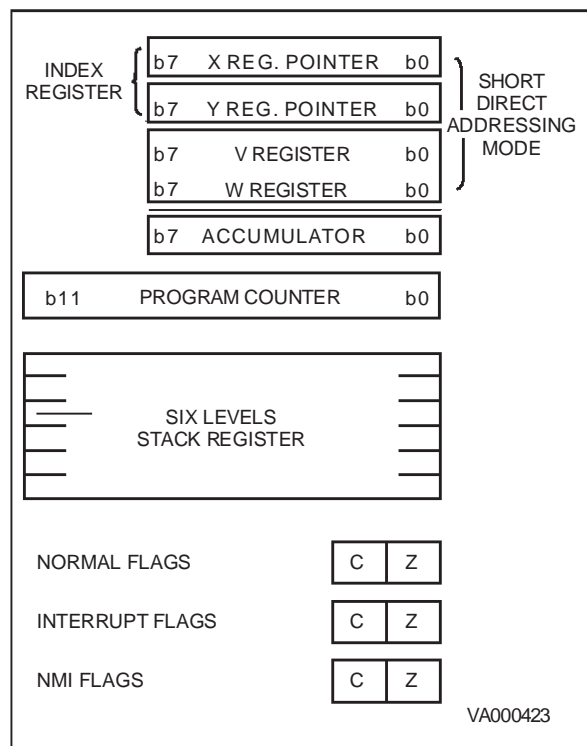 INDEX
REGISTER
b7 X REG. POINTER b0
b7 Y REG. POINTER b0
b7 V REGISTER b0
b7 W REGISTER b0
SHORT
DIRECT
ADDRESSING
MODE
b7 ACCUMULATOR b0
b11 PROGRAM COUNTER b0
SIX LEVELS
STACK REGISTER
NORMAL FLAGS C Z
INTERRUPT FLAGS C Z
NMI FLAGS C Z
VA000423